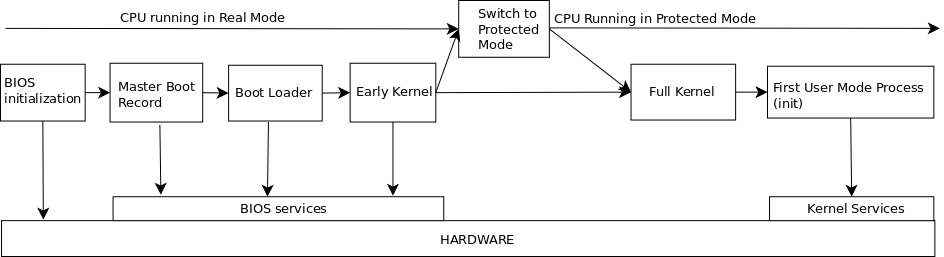 CPU running in Real Mode
Switch to
Protected
Mode
CPU Running in Protected Mode
BIOS
initialization
Master Boot
Record
Boot Loader
Early Kernel
Full Kernel
First User Mode Process
(init)
BIOS services
Kernel Services
HARDWARE